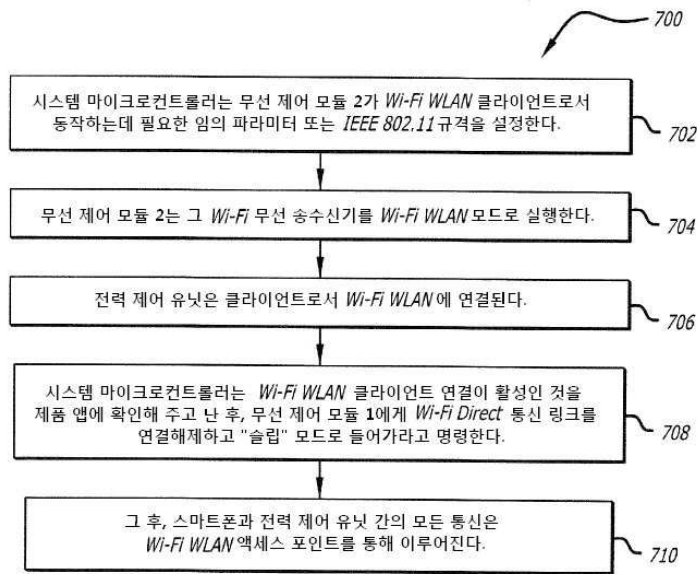 700
시스템 마이크로컨트롤러는 무선 제어 모듈 2가 Wi-Fi WLAN 클라이언트로서
동작하는데 필요한 임의 파라미터 또는 IEEE 802.11 규격을 설정한다.
702
무선 제어 모듈 2는 그 Wi-Fi 무선 송수신기를 Wi-Fi WLAN 모드로 실행한다.
704
전력 제어 유닛은 클라이언트로서 Wi-Fi WLAN에 연결된다.
706
시스템 마이크로컨트롤러는 Wi-Fi WLAN 클라이언트 연결이 활성인 것을
제품 앱에 확인해 주고 난 후, 무선 제어 모듈 1에게 Wi-Fi Direct 통신 링크를
연결해제하고 "슬립" 모드로 들어가라고 명령한다.
708
그 후, 스마트폰과 전력 제어 유닛 간의 모든 통신은
Wi-Fi WLAN 액세스 포인트를 통해 이루어진다.
710